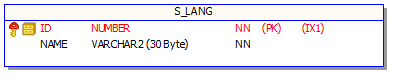 S_LANG
ID NUMBER NN (PK) (IX1)
NAME VARCHAR2 (30 Byte) NN